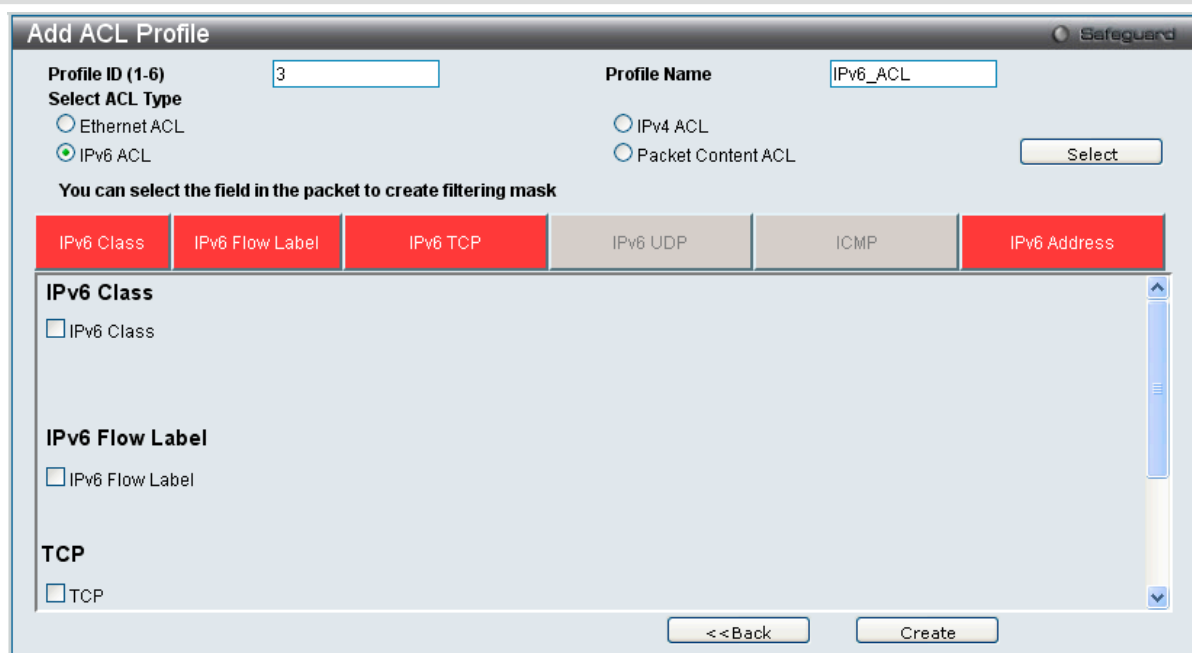 Add ACL Profile
Safeguard
Profile ID (1-6) 3 Profile Name IPv6_ACL
Select ACL Type
Ethernet ACL IPv4 ACL
IPv6 ACL Packet Content ACL Select
You can select the field in the packet to create filtering mask
IPv6 Class IPv6 Flow Label IPv6 TCP IPv6 UDP ICMP IPv6 Address
IPv6 Class
IPv6 Class
IPv6 Flow Label
IPv6 Flow Label
TCP
TCP
<<Back Create